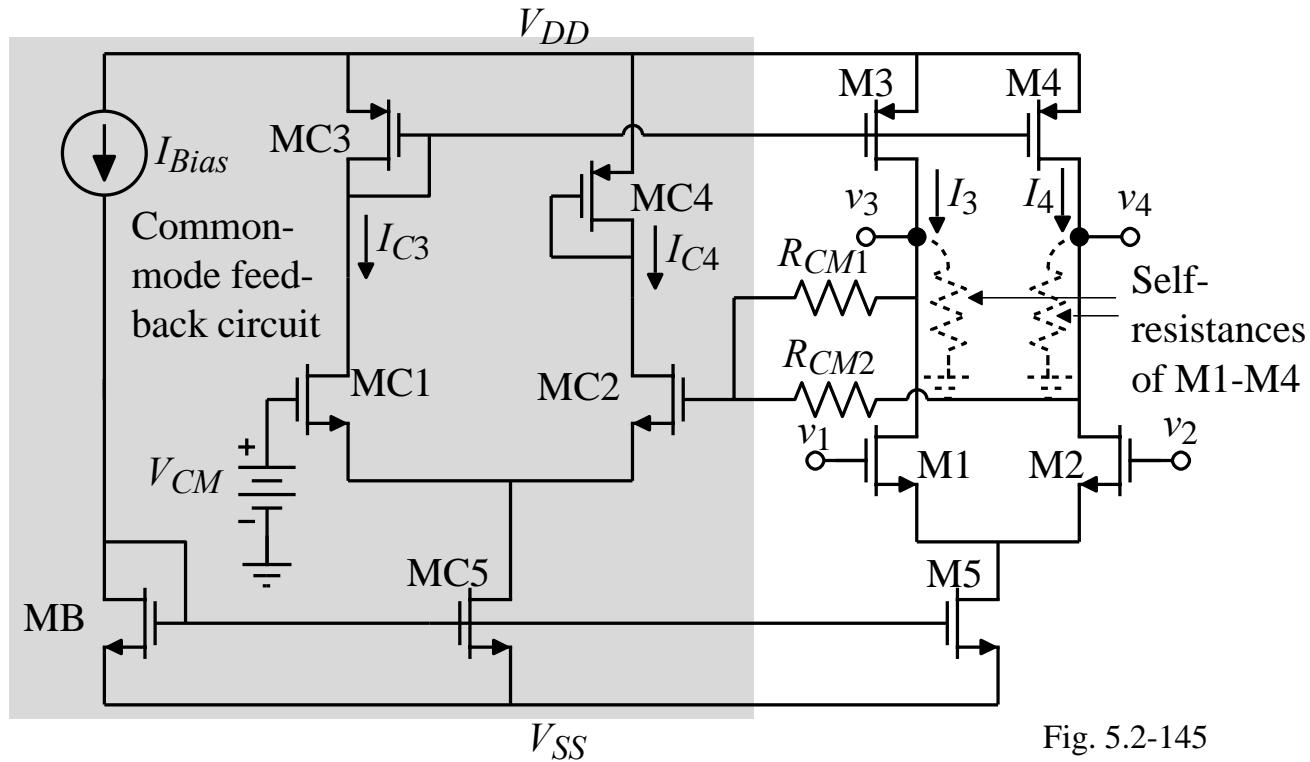 V_DD
M3
M4
MC3
I_Bias
MC4
I_3
I_4
v_3
v_4
Common-
mode feed-
back circuit
I_C3
I_C4
R_CM1
Self-
resistances
of M1-M4
R_CM2
MC1
MC2
v_1
v_2
+
V_CM
−
M1
M2
MC5
M5
MB
V_SS
Fig. 5.2-145